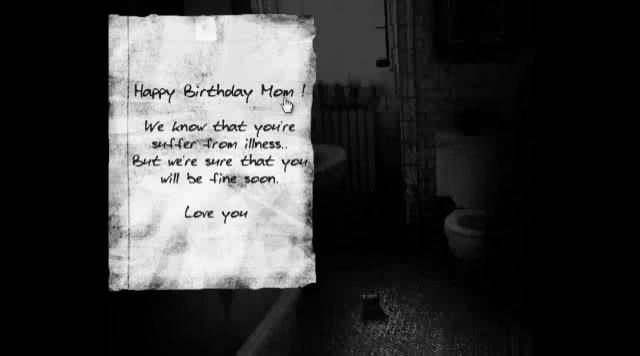 Happy Birthday Mom !
We know that you're
suffer from illness..
But we're sure that you
will be fine soon.
Love you